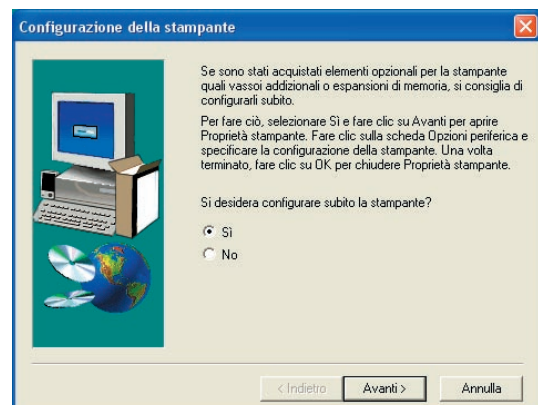 Configurazione della stampante
Se sono stati acquistati elementi opzionali per la stampante
quali vassoi addizionali o espansioni di memoria, si consiglia di
configurarli subito.
Per fare ciò, selezionare Sì e fare clic su Avanti per aprire
Proprietà stampante. Fare clic sulla scheda Opzioni periferica e
specificare la configurazione della stampante. Una volta
terminato, fare clic su OK per chiudere Proprietà stampante.
Si desidera configurare subito la stampante?
Sì
No
< Indietro
Avanti >
Annulla